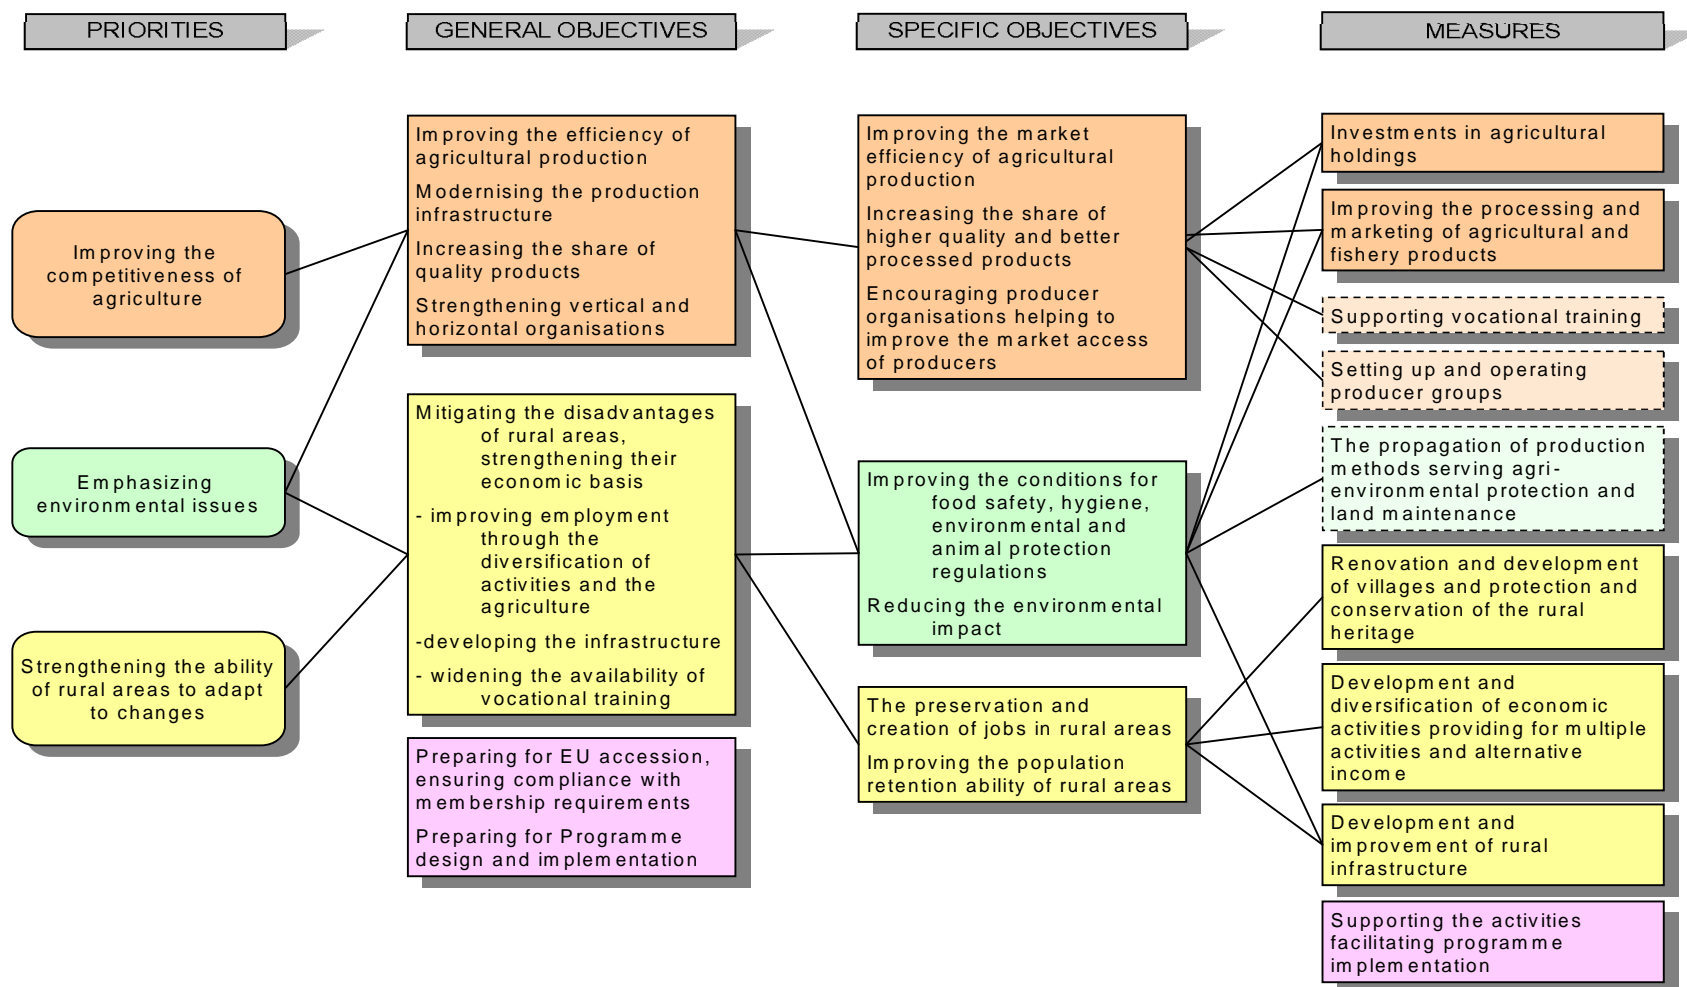 PRIORITIES
GENERAL OBJECTIVES
SPECIFIC OBJECTIVES
MEASURES
Improving the
competitiveness of
agriculture
Emphasizing
environmental issues
Strengthening the ability
of rural areas to adapt
to changes
Improving the efficiency of
agricultural production
Modernising the production
infrastructure
Increasing the share of
quality products
Strengthening vertical and
horizontal organisations
Mitigating the disadvantages
of rural areas,
strengthening their
economic basis
- improving employment
through the
diversification of
activities and the
agriculture
-developing the infrastructure
- widening the availability of
vocational training
Preparing for EU accession,
ensuring compliance with
membership requirements
Preparing for Programme
design and implementation
Improving the market
efficiency of agricultural
production
Increasing the share of
higher quality and better
processed products
Encouraging producer
organisations helping to
improve the market access
of producers
Improving the conditions for
food safety, hygiene,
environmental and
animal protection
regulations
Reducing the environmental
impact
The preservation and
creation of jobs in rural areas
Improving the population
retention ability of rural areas
Investments in agricultural
holdings
Improving the processing and
marketing of agricultural and
fishery products
Supporting vocational training
Setting up and operating
producer groups
The propagation of production
methods serving agri-
environmental protection and
land maintenance
Renovation and development
of villages and protection and
conservation of the rural
heritage
Development and
diversification of economic
activities providing for multiple
activities and alternative
income
Development and
improvement of rural
infrastructure
Supporting the activities
facilitating programme
implementation